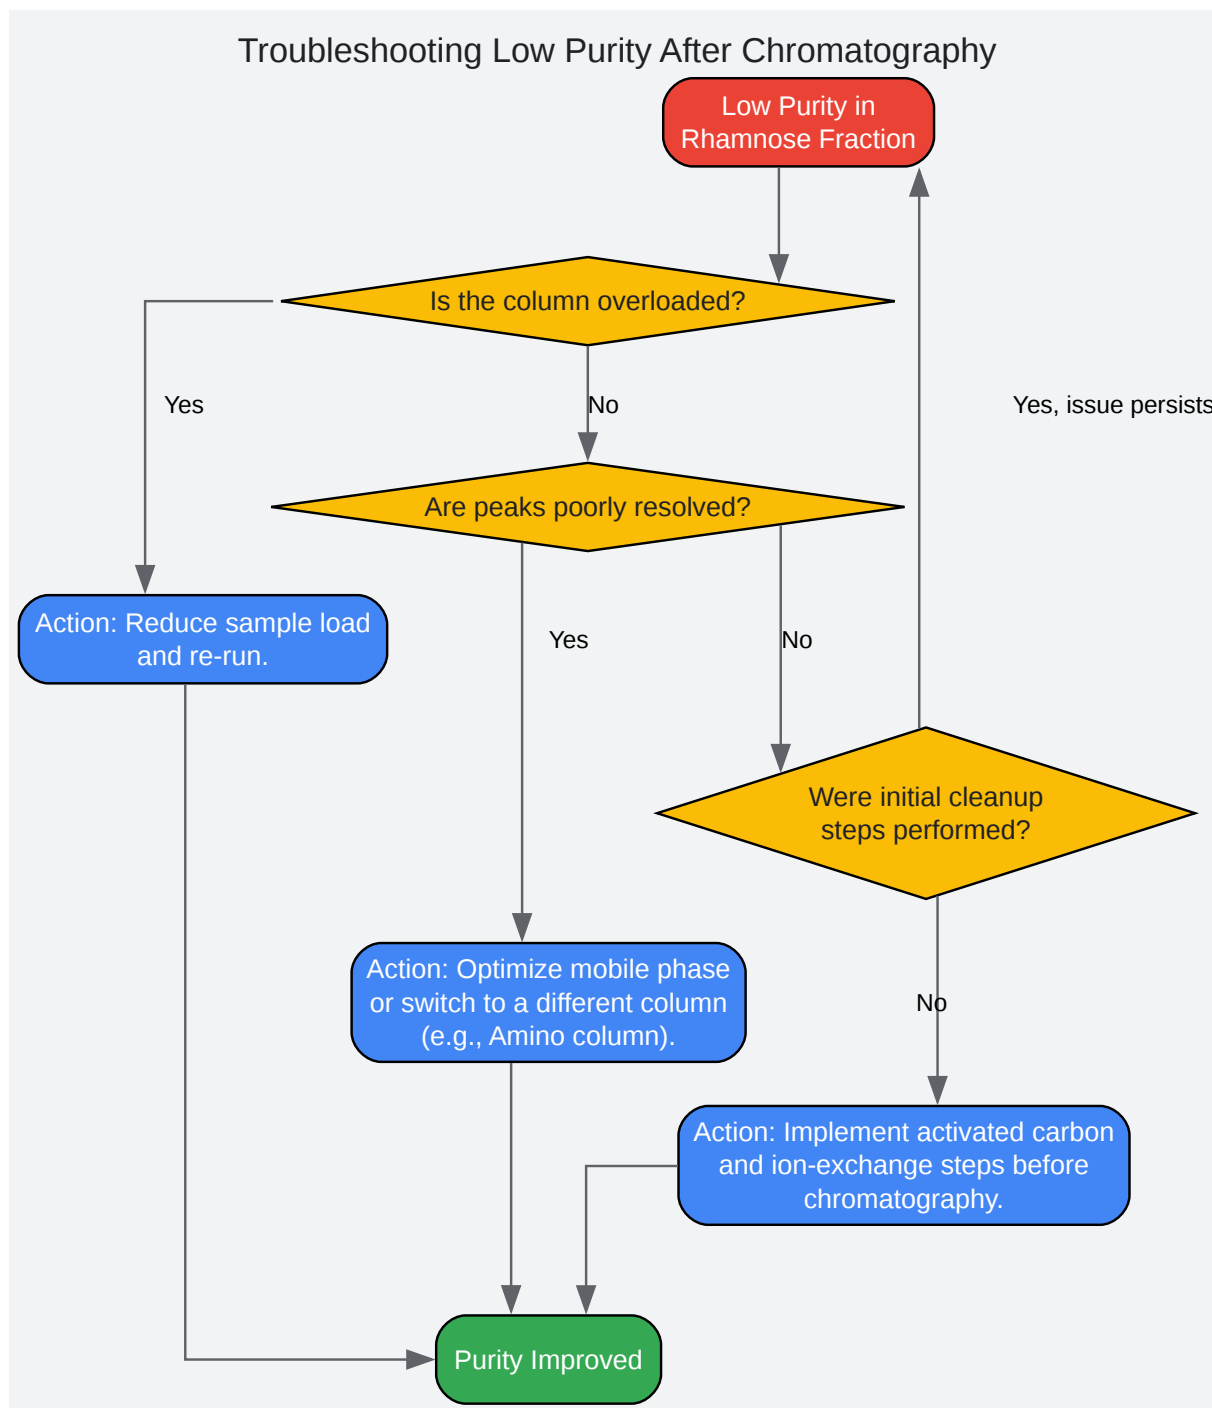 Troubleshooting Low Purity After Chromatography
Low Purity in
Rhamnose Fraction
Is the column overloaded?
Yes
No
Yes, issue persists
Are peaks poorly resolved?
Action: Reduce sample load
and re-run.
Yes
No
Were initial cleanup
steps performed?
Action: Optimize mobile phase
or switch to a different column
(e.g., Amino column).
No
Action: Implement activated carbon
and ion-exchange steps before
chromatography.
Purity Improved